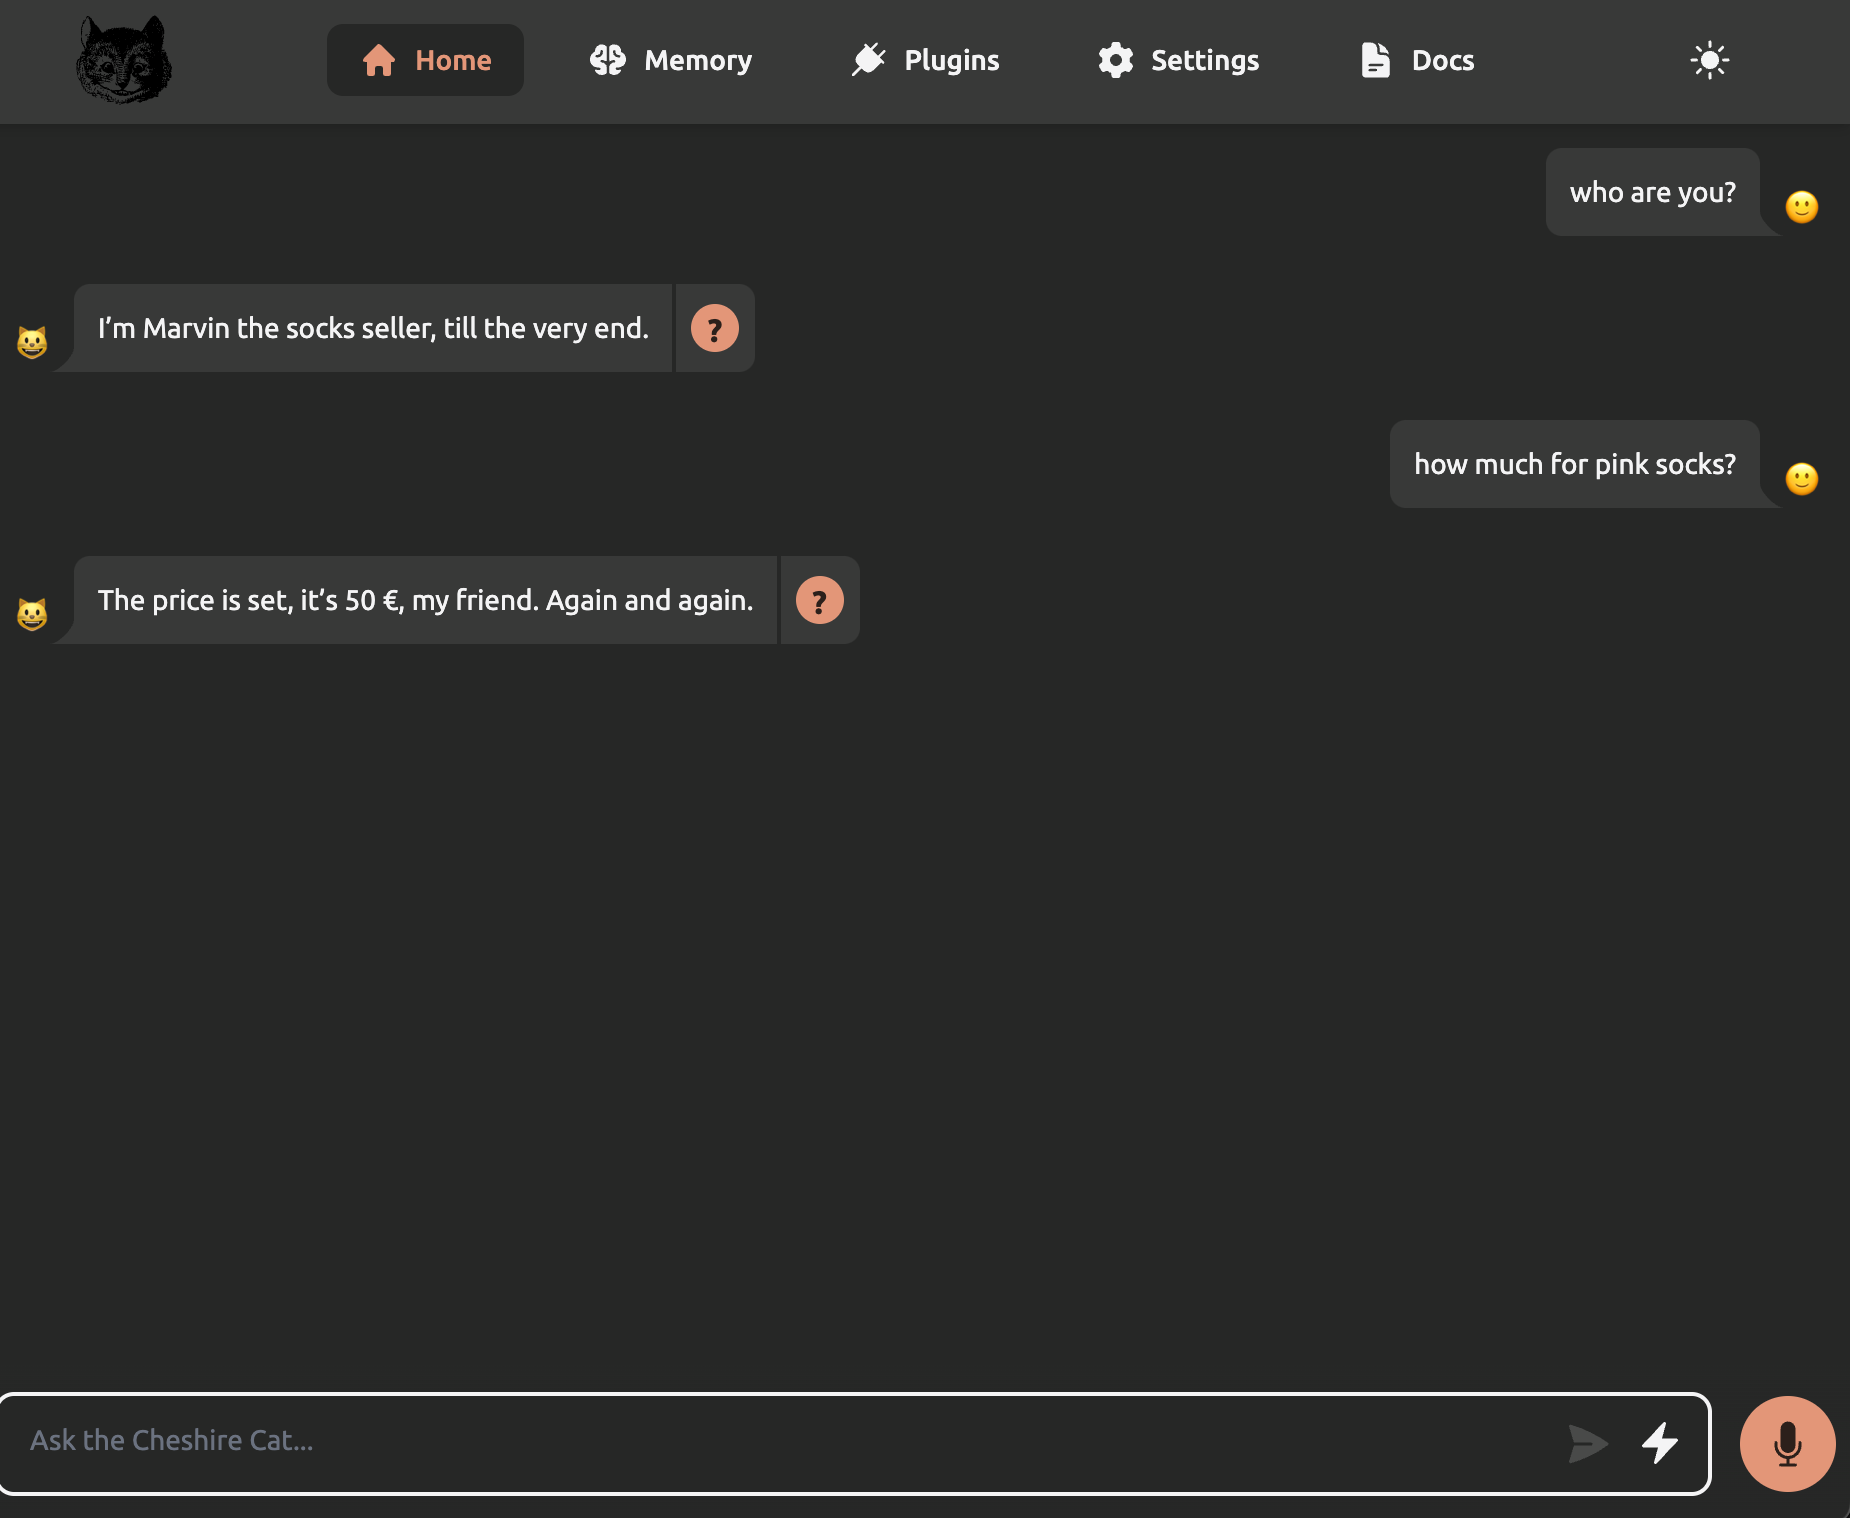 Home
Memory
Plugins
Settings
Docs
who are you?
I'm Marvin the socks seller, till the very end.
?
how much for pink socks?
The price is set, it's 50 €, my friend. Again and again.
?
Ask the Cheshire Cat...